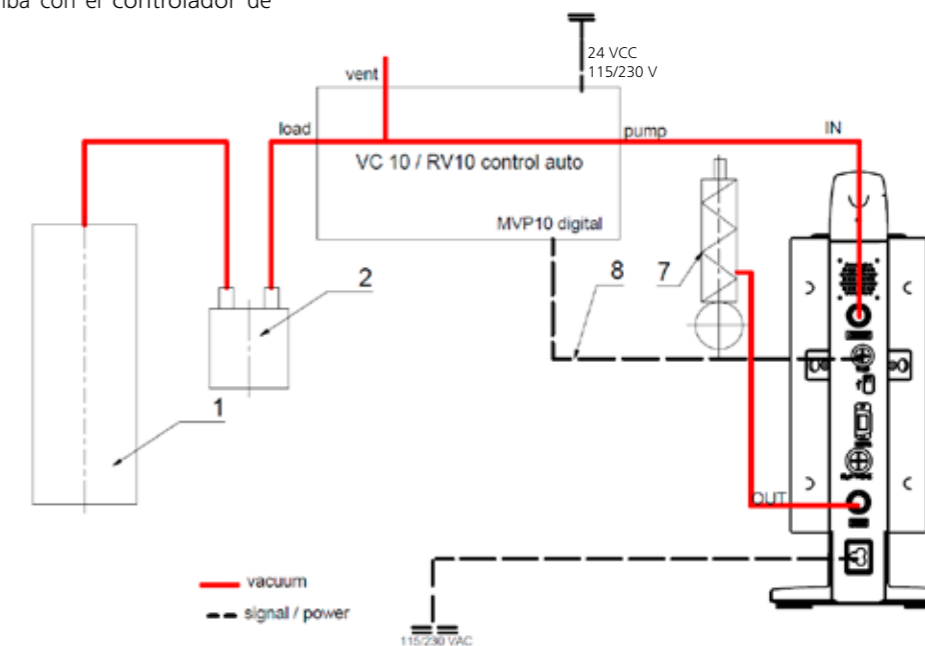 mba con el controlador de
24 VCC
115/230 V
vent
load
pump
IN
VC 10 / RV10 control auto
MVP10 digital
8
7
2
1
OUT
vacuum
signal / power
115/230 VAC